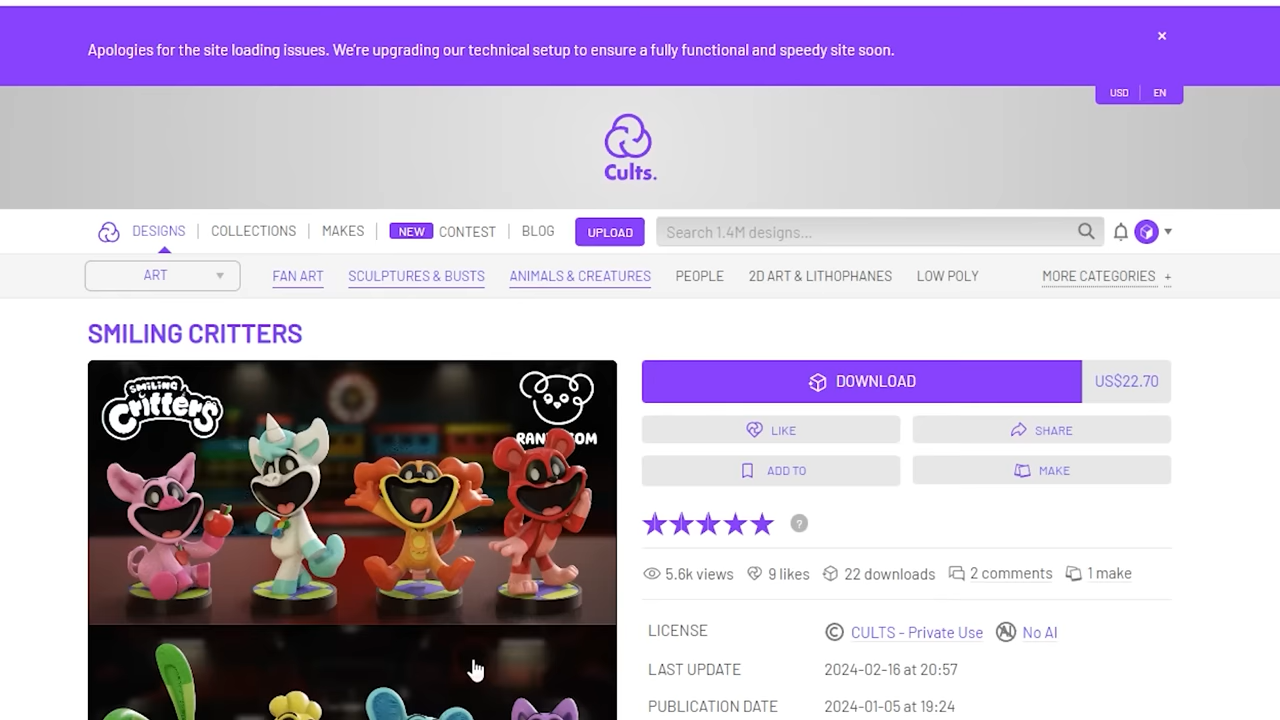 Apologies for the site loading issues. We're upgrading our technical setup to ensure a fully functional and speedy site soon.
USD EN
Cults.
DESIGNS COLLECTIONS MAKES NEW CONTEST BLOG UPLOAD Search 1.4M designs...
ART FAN ART SCULPTURES & BUSTS ANIMALS & CREATURES PEOPLE 2D ART & LITHOPHANES LOW POLY MORE CATEGORIES +
SMILING CRITTERS
SMILING
Critters
DOWNLOAD US$22.70
LIKE SHARE
ADD TO MAKE
?
5.6k views 9 likes 22 downloads 2 comments 1 make
LICENSE © CULTS - Private Use No AI
LAST UPDATE 2024-02-16 at 20:57
PUBLICATION DATE 2024-01-05 at 19:24